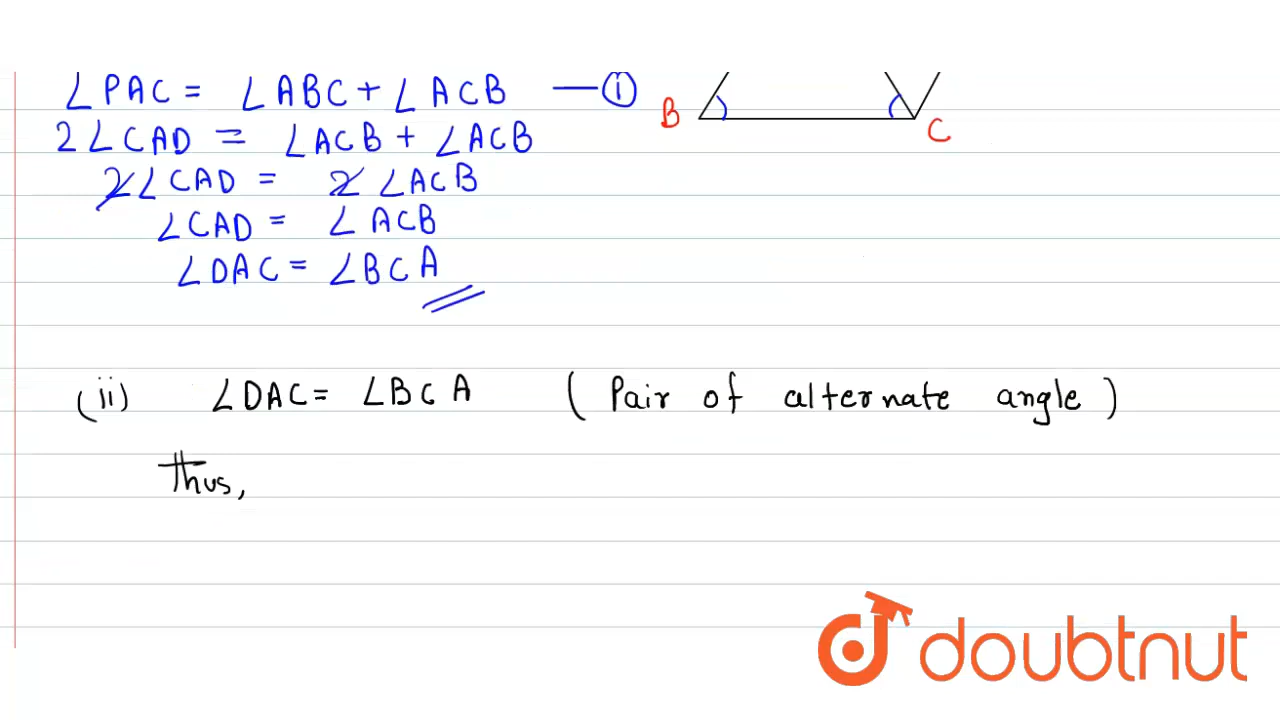 ∠PAC = ∠ABC + ∠ACB — ①
B
C
2∠CAD = ∠ACB + ∠ACB
2∠CAD = 2∠ACB
∠CAD = ∠ACB
∠DAC = ∠BCA
(ii) ∠DAC = ∠BCA (Pair of alternate angle)
Thus,
doubtnut